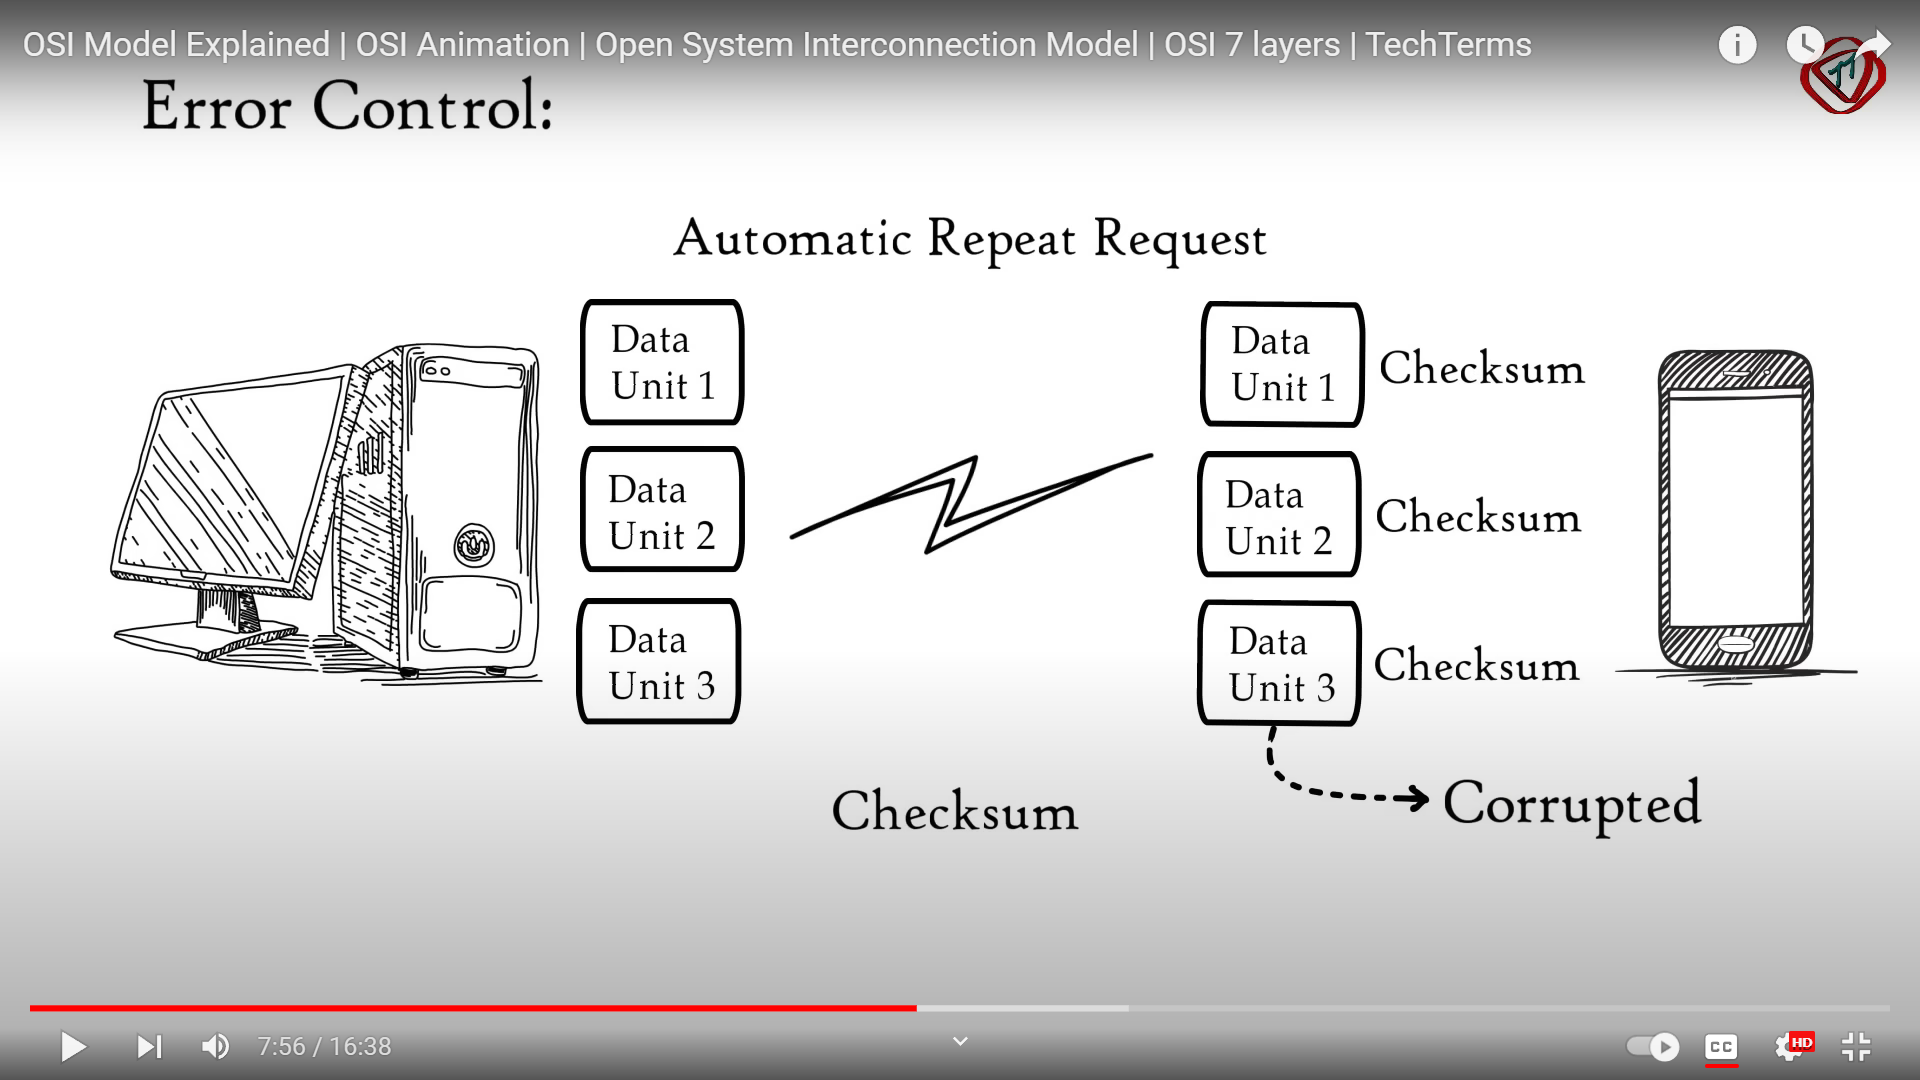 OSI Model Explained | OSI Animation | Open System Interconnection Model | OSI 7 layers | TechTerms
Error Control:
Automatic Repeat Request
Data
Unit 1
Data
Unit 2
Data
Unit 3
Data
Unit 1
Checksum
Data
Unit 2
Checksum
Data
Unit 3
Checksum
Checksum
Corrupted
7:56 / 16:38
CC
HD